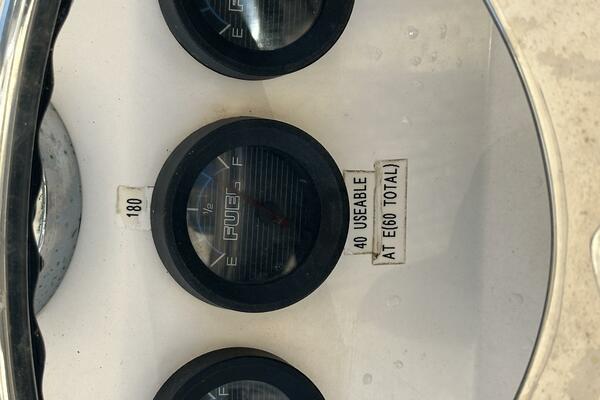 180
E 1/2 F
FUEL
40 USEABLE
AT E(60 TOTAL)
E
F